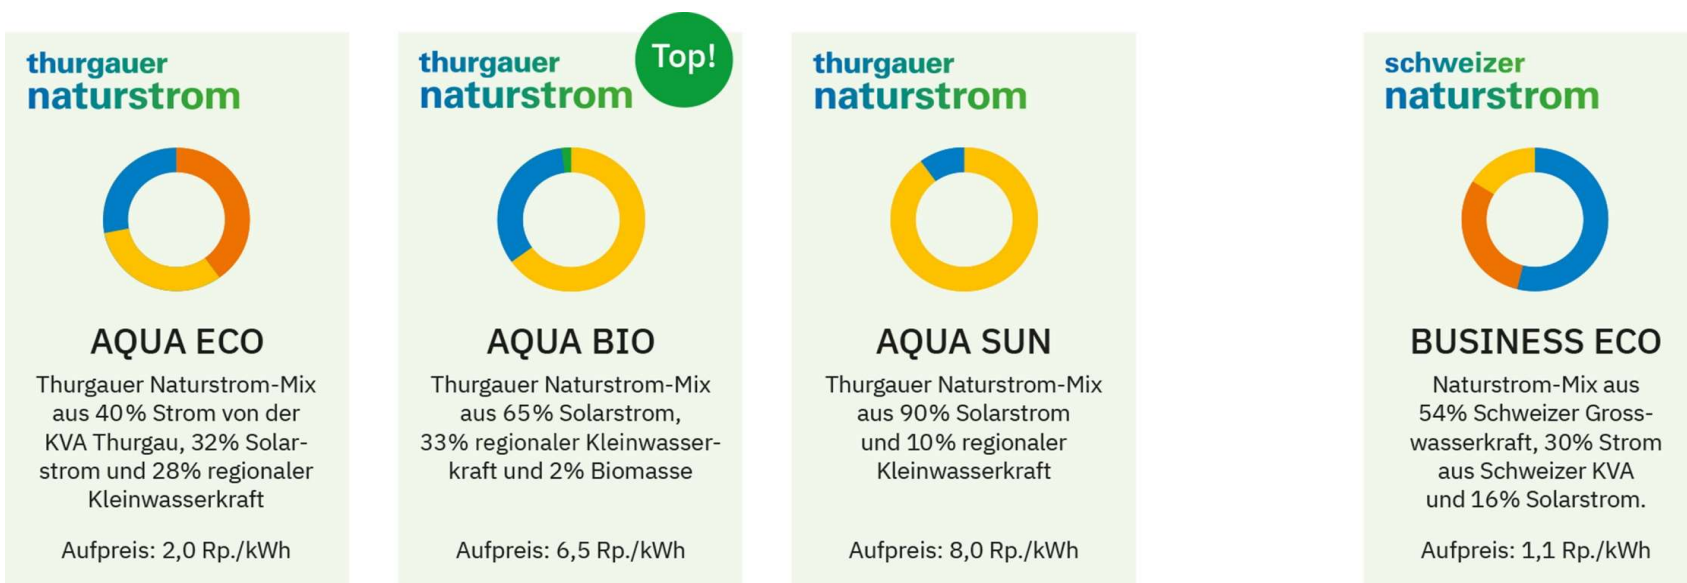 thurgauer
naturstrom
AQUA ECO
Thurgauer Naturstrom-Mix
aus 40% Strom von der
KVA Thurgau, 32% Solar-
strom und 28% regionaler
Kleinwasserkraft
Aufpreis: 2,0 Rp./kWh
thurgauer
naturstrom
Top!
AQUA BIO
Thurgauer Naturstrom-Mix
aus 65% Solarstrom,
33% regionaler Kleinwasser-
kraft und 2% Biomasse
Aufpreis: 6,5 Rp./kWh
thurgauer
naturstrom
AQUA SUN
Thurgauer Naturstrom-Mix
aus 90% Solarstrom
und 10% regionaler
Kleinwasserkraft
Aufpreis: 8,0 Rp./kWh
schweizer
naturstrom
BUSINESS ECO
Naturstrom-Mix aus
54% Schweizer Gross-
wasserkraft, 30% Strom
aus Schweizer KVA
und 16% Solarstrom.
Aufpreis: 1,1 Rp./kWh